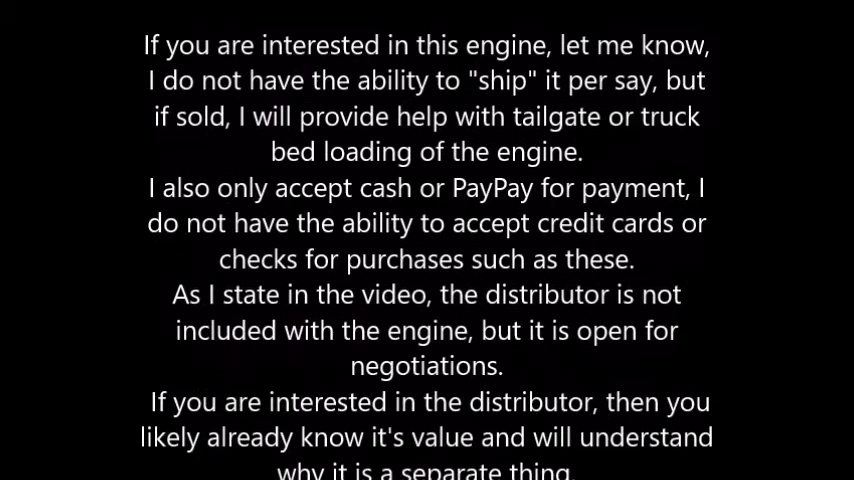 If you are interested in this engine, let me know,
I do not have the ability to "ship" it per say, but
if sold, I will provide help with tailgate or truck
bed loading of the engine.
I also only accept cash or PayPay for payment, I
do not have the ability to accept credit cards or
checks for purchases such as these.
As I state in the video, the distributor is not
included with the engine, but it is open for
negotiations.
If you are interested in the distributor, then you
likely already know it's value and will understand
why it is a separate thing.